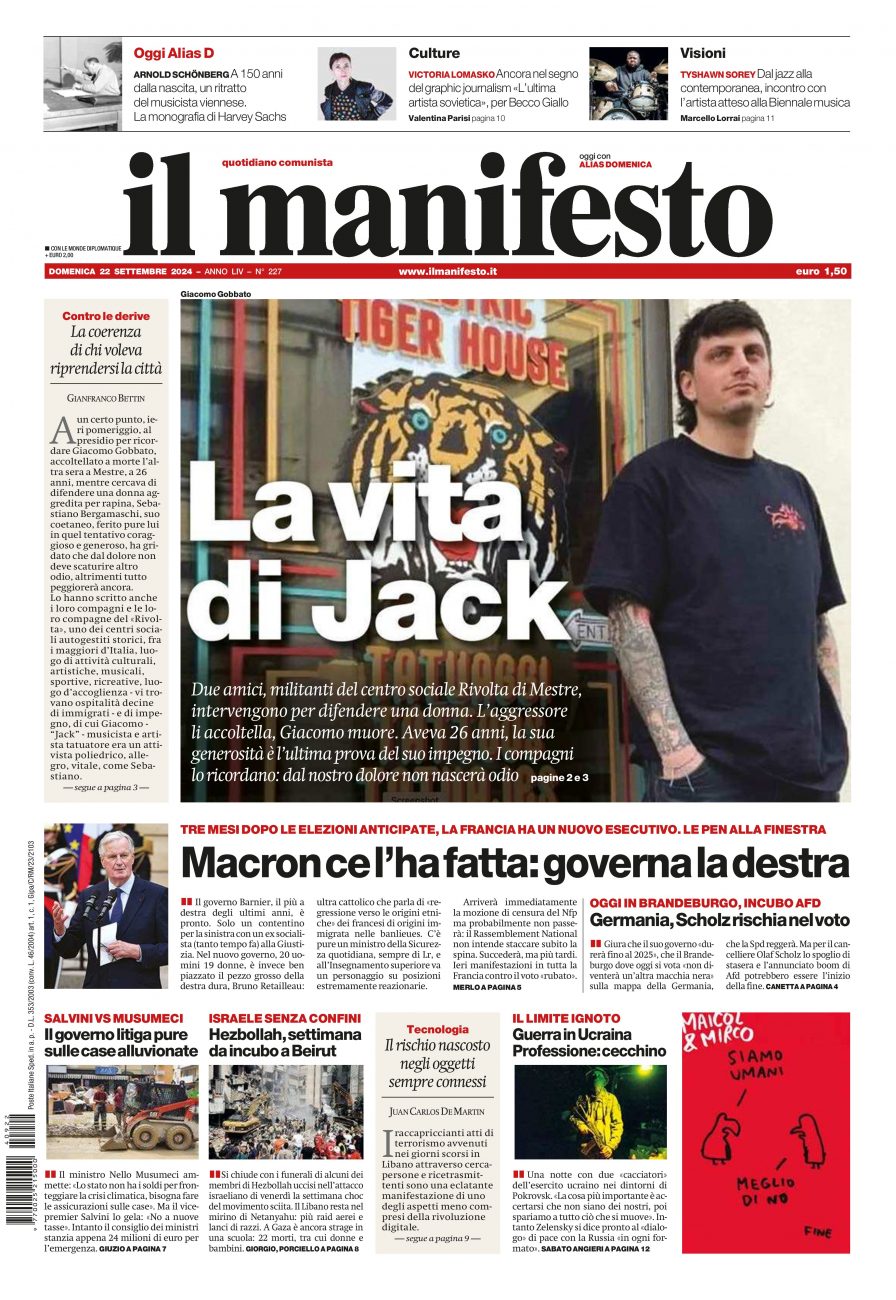 Oggi Alias D
ARNOLD SCHÖNBERG A 150 anni
dalla nascita, un ritratto
del musicista viennese.
La monografia di Harvey Sachs
Culture
VICTORIA LOMASKO Ancora nel segno
del graphic journalism «L'ultima
artista sovietica», per Becco Giallo
Valentina Parisi pagina 10
Visioni
TYSHAWN SOREY Dal jazz alla
contemporanea, incontro con
l'artista atteso alla Biennale musica
Marcello Lorrai pagina 11
quotidiano comunista
oggi con
ALIAS DOMENICA
il manifesto
■ CON LE MONDE DIPLOMATIQUE
+ EURO 2,00
DOMENICA 22 SETTEMBRE 2024 – ANNO LIV – N° 227
www.ilmanifesto.it
euro 1,50
Contro le derive
La coerenza
di chi voleva
riprendersi la città
GIANFRANCO BETTIN
A un certo punto, ie-
ri pomeriggio, al
presidio per ricor-
dare Giacomo Gobbato,
accoltellato a morte l'al-
tra sera a Mestre, a 26
anni, mentre cercava di
difendere una donna ag-
gredita per rapina, Seba-
stiano Bergamaschi, suo
coetaneo, ferito pure lui
in quel tentativo corag-
gioso e generoso, ha gri-
dato che dal dolore non
deve scaturire altro
odio, altrimenti tutto
peggiorerà ancora.
Lo hanno scritto anche
i loro compagni e le lo-
ro compagne del «Rivol-
ta», uno dei centri socia-
li autogestiti storici, fra
i maggiori d'Italia, luo-
go di attività culturali,
artistiche, musicali,
sportive, ricreative, luo-
go d'accoglienza - vi tro-
vano ospitalità decine
di immigrati - e di impe-
gno, di cui Giacomo -
“Jack” - musicista e arti-
sta tatuatore era un atti-
vista poliedrico, alle-
gro, vitale, come Seba-
stiano.
— segue a pagina 3 —
Giacomo Gobbato
TIGER HOUSE
ENT
TATUAGGI
La vita
di Jack
Due amici, militanti del centro sociale Rivolta di Mestre,
intervengono per difendere una donna. L'aggressore
li accoltella, Giacomo muore. Aveva 26 anni, la sua
generosità è l'ultima prova del suo impegno. I compagni
lo ricordano: dal nostro dolore non nascerà odio pagine 2 e 3
Screenshot
TRE MESI DOPO LE ELEZIONI ANTICIPATE, LA FRANCIA HA UN NUOVO ESECUTIVO. LE PEN ALLA FINESTRA
Macron ce l'ha fatta: governa la destra
Il governo Barnier, il più a
destra degli ultimi anni, è
pronto. Solo un contentino
per la sinistra con un ex sociali-
sta (tanto tempo fa) alla Giusti-
zia. Nel nuovo governo, 20 uo-
mini 19 donne, è invece ben
piazzato il pezzo grosso della
destra dura, Bruno Retailleau:
ultra cattolico che parla di «re-
gressione verso le origini etni-
che» dei francesi di origini im-
migrata nelle banlieues. C'è
pure un ministro della Sicurez-
za quotidiana, sempre di Lr, e
all'Insegnamento superiore va
un personaggio su posizioni
estremamente reazionarie.
Arriverà immediatamente
la mozione di censura del Nfp
ma probabilmente non passe-
rà: il Rassemblement National
non intende staccare subito la
spina. Succederà, ma più tardi.
Ieri manifestazioni in tutta la
Francia contro il voto «rubato».
MERLO A PAGINA 5
OGGI IN BRANDEBURGO, INCUBO AFD
Germania, Scholz rischia nel voto
Giura che il suo governo «du-
rerà fino al 2025», che il Brande-
burgo dove oggi si vota «non di-
venterà un'altra macchia nera»
sulla mappa della Germania,
che la Spd reggerà. Ma per il can-
celliere Olaf Scholz lo spoglio di
stasera e l'annunciato boom di
Afd potrebbero essere l'inizio
della fine. CANETTA A PAGINA 4
Poste Italiane Sped. in a. p. - D.L. 353/2003 (conv. L. 46/2004) art. 1, c. 1, Gipa/C/RM/23/2103
40922
9 770025 215000
SALVINI VS MUSUMECI
Il governo litiga pure
sulle case alluvionate
Il ministro Nello Musumeci am-
mette: «Lo stato non ha i soldi per fron-
teggiare la crisi climatica, bisogna fare
le assicurazioni sulle case». Ma il vice-
premier Salvini lo gela: «No a nuove
tasse». Intanto il consiglio dei ministri
stanzia appena 24 milioni di euro per
l'emergenza. GIUZIO A PAGINA 7
ISRAELE SENZA CONFINI
Hezbollah, settimana
da incubo a Beirut
Si chiude con i funerali di alcuni dei
membri di Hezbollah uccisi nell'attacco
israeliano di venerdì la settimana choc
del movimento sciita. Il Libano resta nel
mirino di Netanyahu: più raid aerei e
lanci di razzi. A Gaza è ancora strage in
una scuola: 22 morti, tra cui donne e
bambini. GIORGIO, PORCIELLO A PAGINA 8
Tecnologia
Il rischio nascosto
negli oggetti
sempre connessi
JUAN CARLOS DE MARTIN
I raccapriccianti atti di
terrorismo avvenuti
nei giorni scorsi in
Libano attraverso cerca-
persone e ricetrasmit-
tenti sono una eclatante
manifestazione di uno
degli aspetti meno com-
presi della rivoluzione
digitale.
— segue a pagina 9 —
IL LIMITE IGNOTO
Guerra in Ucraina
Professione: cecchino
Una notte con due «cacciatori»
dell'esercito ucraino nei dintorni di
Pokrovsk. «La cosa più importante è ac-
certarsi che non siano dei nostri, poi
spariamo a tutto ciò che si muove». In-
tanto Zelensky si dice pronto al «dialo-
go» di pace con la Russia «in ogni for-
mato». SABATO ANGIERI A PAGINA 12
MAICOL
& MIRCO
SIAMO
UMANI
MEGLIO
DI NO
FINE